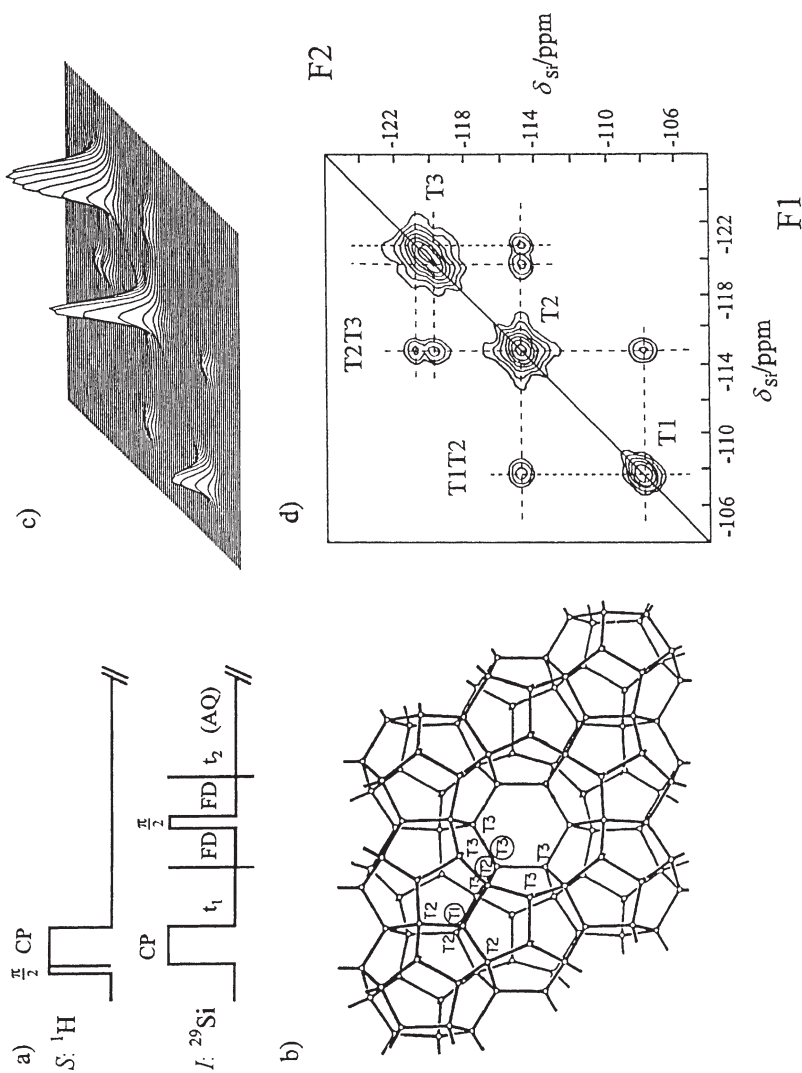 a)
π/2 CP
S: ¹H
π/2
CP
t₁ FD FD t₂ (AQ)
I: ²⁹Si
b)
T2
T1
T2
T2
T3
T2
T3
T3
T3
T3
T3
c)
d)
F2
-122
-118
-114
-110
-106
δSi/ppm
T2T3
T3
T1T2
T2
T1
-106
-110
-114
-118
-122
δSi/ppm
F1